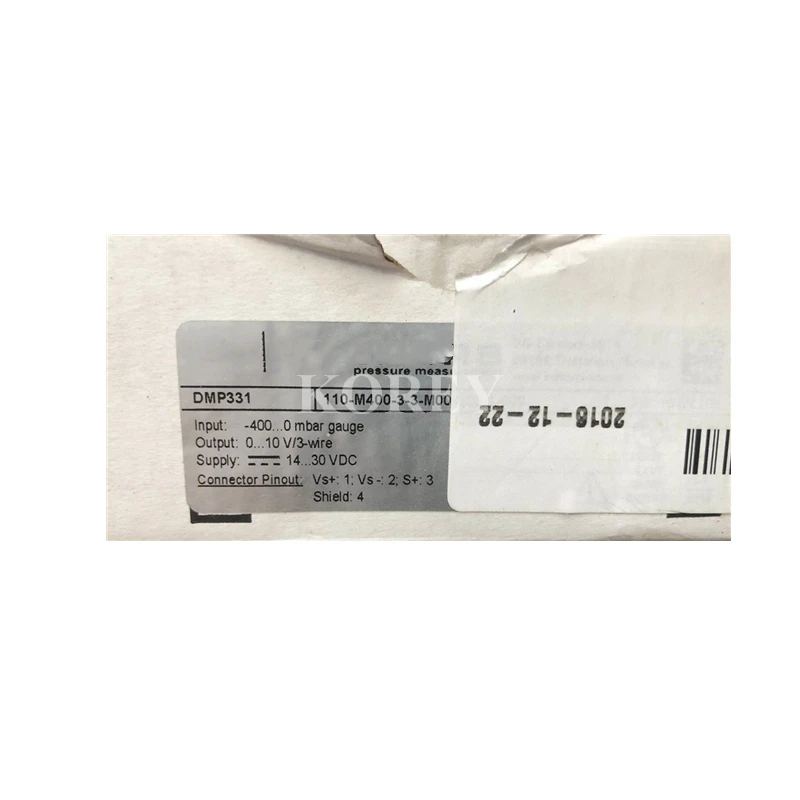 pressure meas
DMP331 110-M400-3-3-M00
Input: -400...0 mbar gauge
Output: 0...10 V/3-wire
Supply: 14...30 VDC
Connector Pinout: Vs+: 1; Vs-: 2; S+: 3
Shield: 4
2018-12-22
KOREY